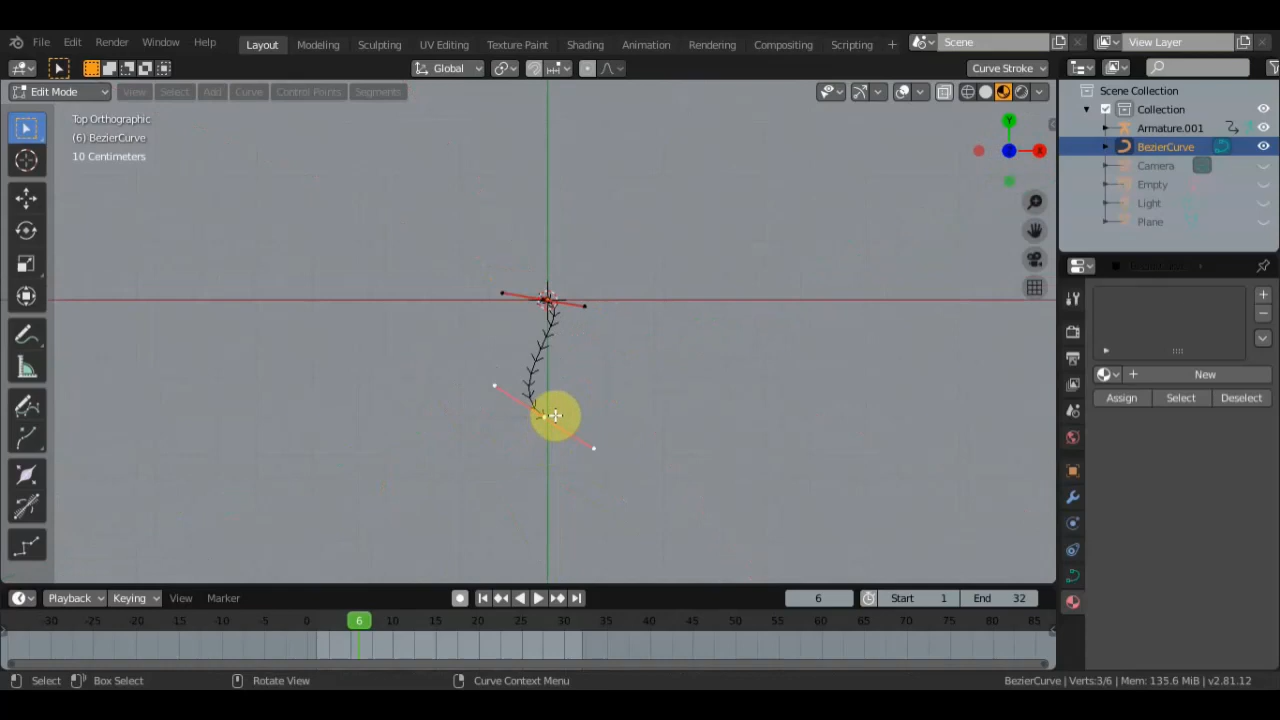 File Edit Render Window Help Layout Modeling Sculpting UV Editing Texture Paint Shading Animation Rendering Compositing Scripting + Scene View Layer
Global Curve Stroke
Edit Mode View Select Add Curve Control Points Segments
Top Orthographic
(6) BezierCurve
10 Centimeters
Y
X
Z
Scene Collection
Collection
Armature.001
BezierCurve
Camera
Empty
Light
Plane
New
Assign Select Deselect
Playback Keying View Marker 6 Start 1 End 32
-30 -25 -20 -15 -10 -5 0 6 10 15 20 25 30 35 40 45 50 55 60 65 70 75 80 85
Select Box Select Rotate View Curve Context Menu BezierCurve | Verts:3/6 | Mem: 135.6 MiB | v2.81.12